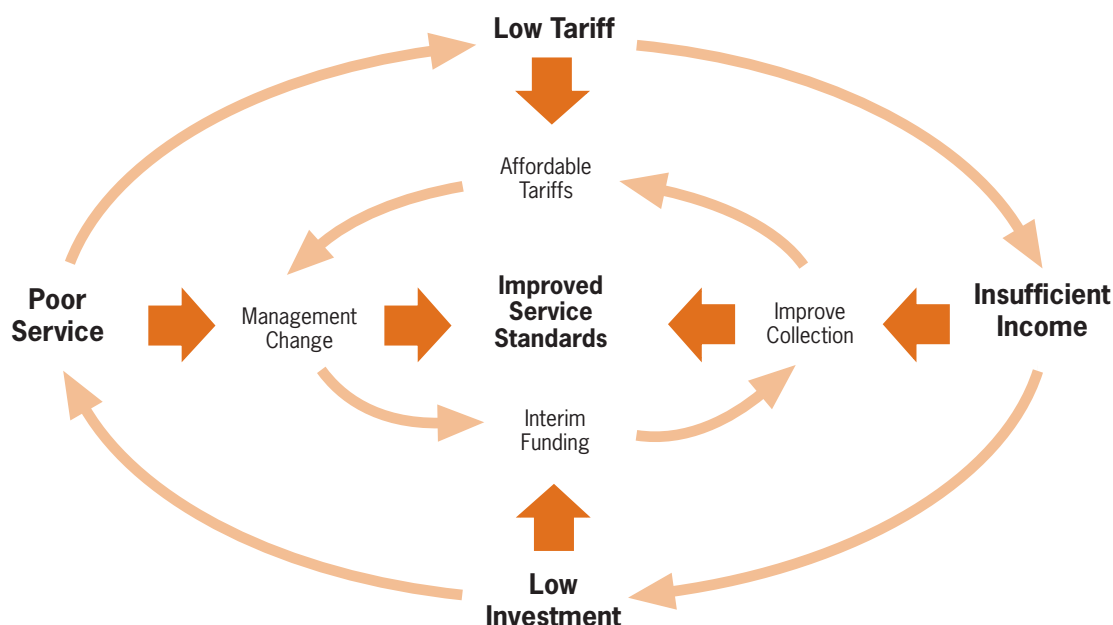 Low Tariff
Affordable
Tariffs
Poor
Service
Management
Change
Improved
Service
Standards
Improve
Collection
Insufficient
Income
Interim
Funding
Low
Investment